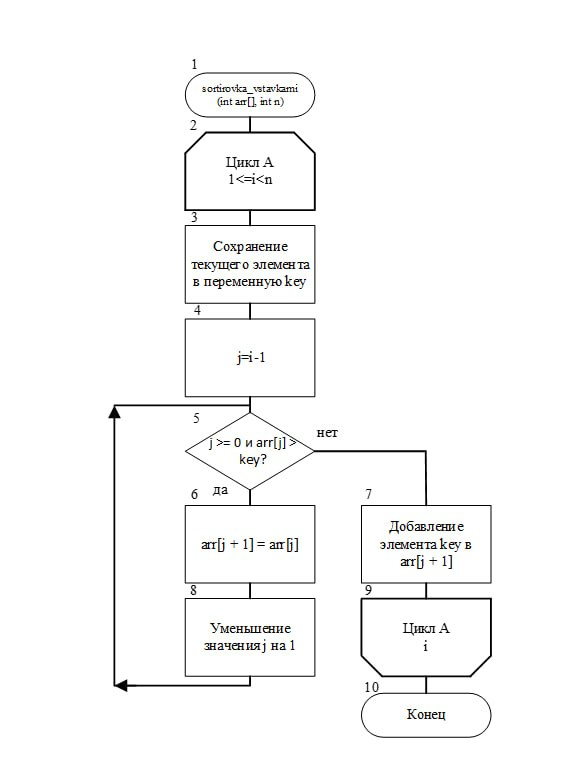 1
sortirovka_vstavkami
(int arr[], int n)
2
Цикл А
1<=i<n
3
Сохранение
текущего элемента
в переменную key
4
j=i-1
5
j >= 0 и arr[j] >
key?
нет
да
6
arr[j + 1] = arr[j]
7
Добавление
элемента key в
arr[j + 1]
8
Уменьшение
значения j на 1
9
Цикл А
i
10
Конец